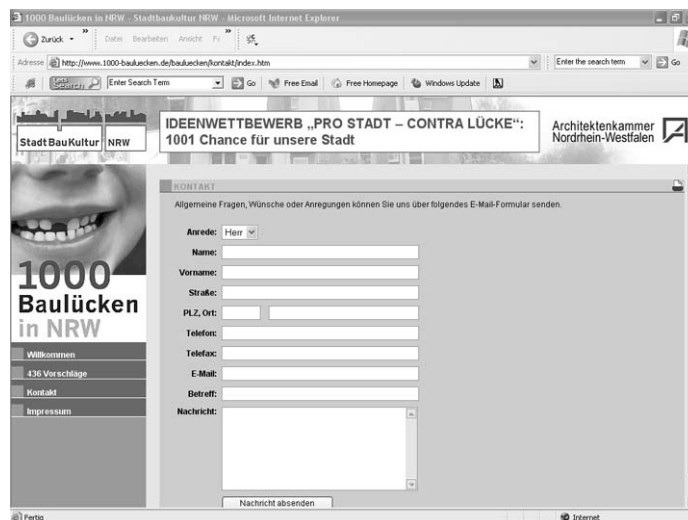 1000 Baulücken in NRW - Stadtbaukultur NRW - Microsoft Internet Explorer
Zurück Datei Bearbeiten Ansicht
Adresse http://www.1000-bauluecken.de/bauluecken/kontakt/index.htm Enter the search term Go
Search Enter Search Term Go Free Email Free Homepage Windows Update
StadtBauKultur NRW
IDEENWETTBEWERB „PRO STADT – CONTRA LÜCKE“:
1001 Chance für unsere Stadt
Architektenkammer
Nordrhein-Westfalen
1000
Baulücken
in NRW
Willkommen
436 Vorschläge
Kontakt
Impressum
KONTAKT
Allgemeine Fragen, Wünsche oder Anregungen können Sie uns über folgendes E-Mail-Formular senden.
Anrede: Herr
Name:
Vorname:
Straße:
PLZ, Ort:
Telefon:
Telefax:
E-Mail:
Betreff:
Nachricht:
Nachricht absenden
Fertig Internet